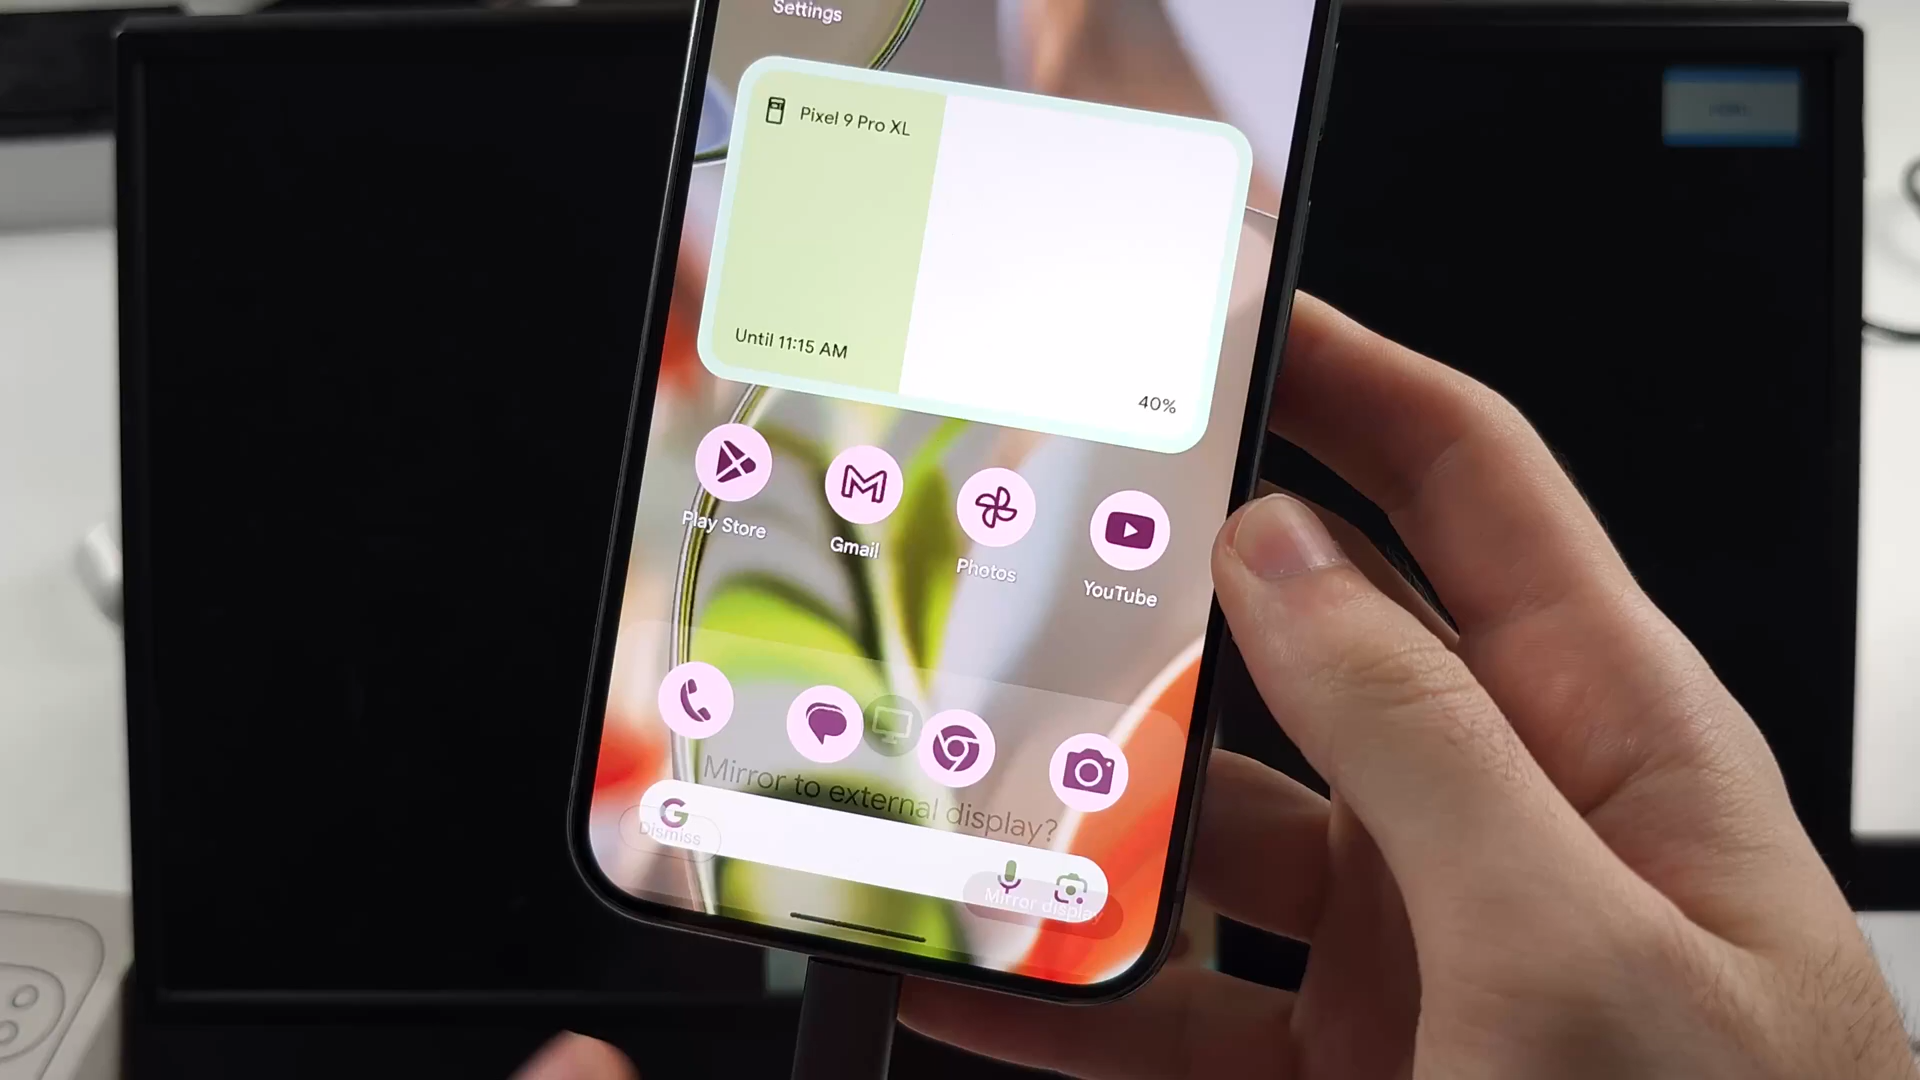 Settings
Pixel 9 Pro XL
Until 11:15 AM
40%
Play Store
Gmail
Photos
YouTube
Mirror to external display?
Dismiss
Mirror display